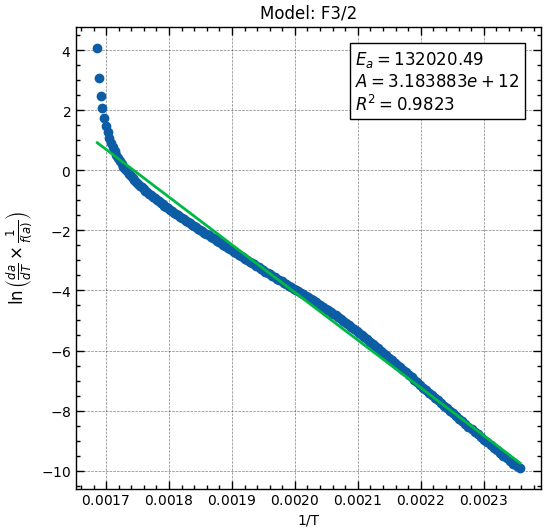 Model: F3/2
E_a = 132020.49
A = 3.183883e + 12
R^2 = 0.9823
4
2
0
−2
−4
−6
−8
−10
ln(da/dT × 1/f(a))
0.0017 0.0018 0.0019 0.0020 0.0021 0.0022 0.0023
1/T